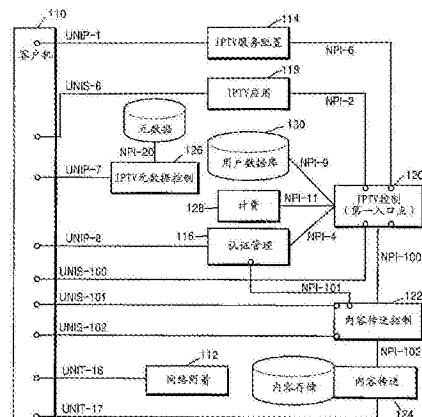 110
客户机
UNIP-1
114
IPTV服务配置
NPI-6
UNIS-6
118
IPTV应用
NPI-2
元数据
NPI-20
126
130
用户数据库
NPI-9
UNIP-7
IPTV元数据控制
120
IPTV控制
(第一入口点)
128
计费
NPI-11
116
UNIP-2
认证管理
NPI-4
UNIS-100
NPI-100
NPI-101
UNIS-101
122
内容传送控制
UNIS-102
NPI-102
112
UNIT-16
网络附着
内容存储
内容传送
UNIT-17
124